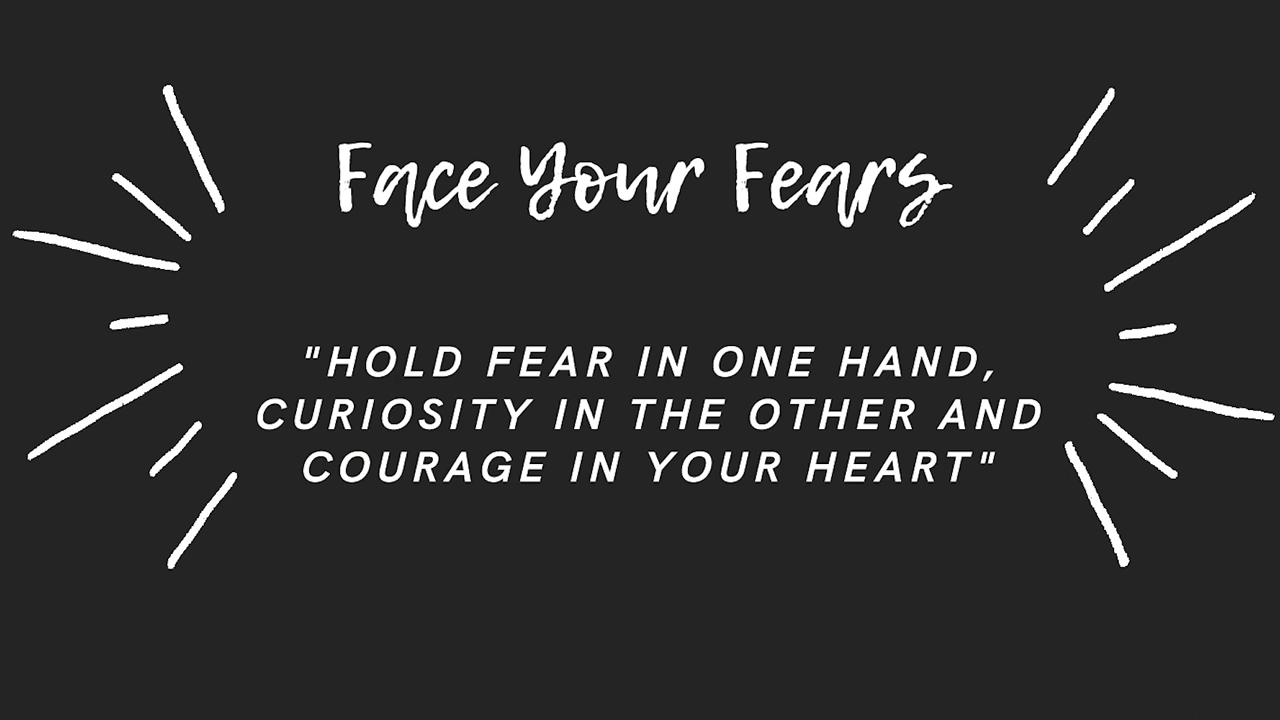 Face Your Fears
"HOLD FEAR IN ONE HAND,
CURIOSITY IN THE OTHER AND
COURAGE IN YOUR HEART"